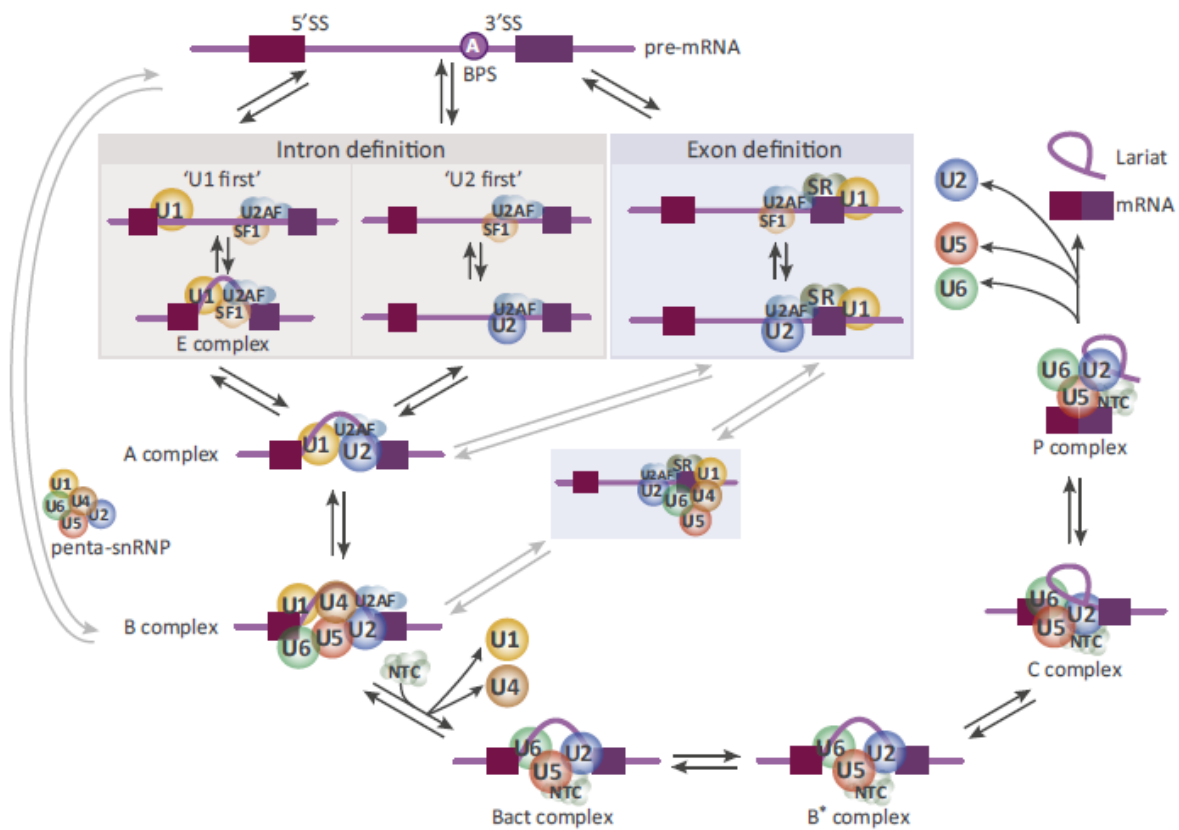 5'SS
3'SS
A
pre-mRNA
BPS
Intron definition
Exon definition
'U1 first'
'U2 first'
U1
U2AF
SF1
U2AF
SF1
U2AF
SF1
SR
U1
U1
U2AF
SF1
U2AF
U2
U2AF
U2
SR
U1
E complex
U2
U5
U6
Lariat
mRNA
U6
U2
U5
NTC
P complex
A complex
U1
U2AF
U2
U2AF
U2
SR
U1
U6
U4
U5
U1
U6
U4
U5
U2
penta-snRNP
B complex
U1
U4
U2AF
U6
U5
U2
NTC
U1
U4
U6
U2
U5
NTC
C complex
U6
U2
U5
NTC
Bact complex
U6
U2
U5
NTC
B* complex